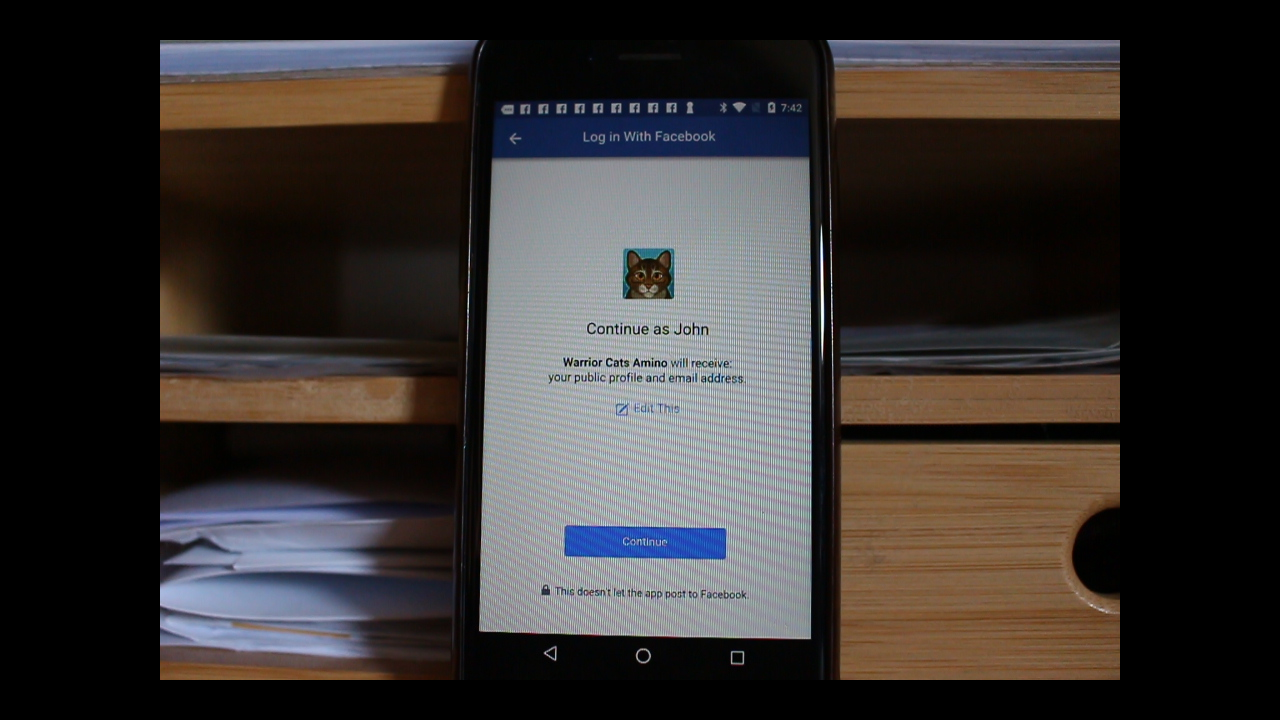 7:42
Log in With Facebook
Continue as John
Warrior Cats Amino will receive:
your public profile and email address.
Edit This
Continue
This doesn't let the app post to Facebook.